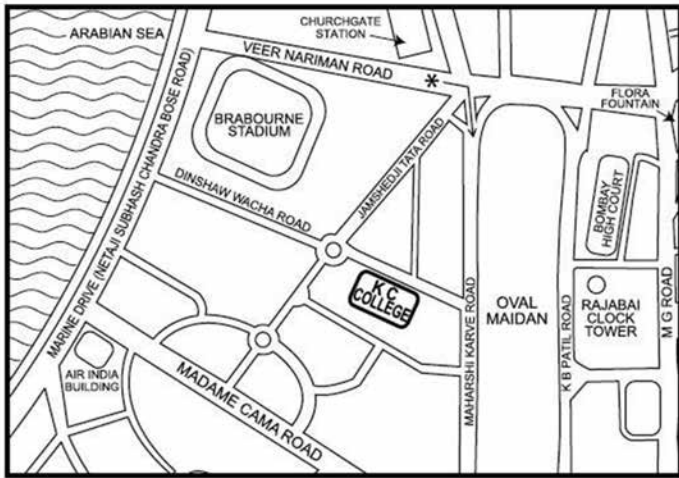 CHURCHGATE
STATION
ARABIAN SEA
VEER NARIMAN ROAD
*
FLORA
FOUNTAIN
BRABOURNE
STADIUM
MARINE DRIVE (NETAJI SUBHASH CHANDRA BOSE ROAD)
JAMSHEDJI TATA ROAD
DINSHAW WACHA ROAD
BOMBAY
HIGH COURT
K C
COLLEGE
OVAL
MAIDAN
RAJABAI
CLOCK
TOWER
MAHARSHI KARVE ROAD
K B PATIL ROAD
M G ROAD
AIR INDIA
BUILDING
MADAME CAMA ROAD